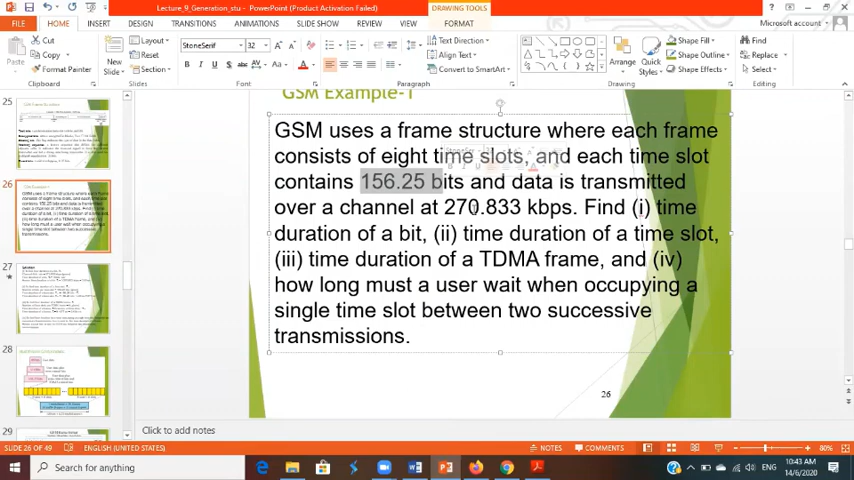 Lecture_9_Generation_stu - PowerPoint (Product Activation Failed)
DRAWING TOOLS
FILE HOME INSERT DESIGN TRANSITIONS ANIMATIONS SLIDE SHOW REVIEW VIEW FORMAT Microsoft account
Cut
Copy
Format Painter
Paste
Clipboard
New Slide
Layout
Reset
Section
Slides
StoneSerif 32
Font
Paragraph
Text Direction
Align Text
Convert to SmartArt
Drawing
Arrange
Quick Styles
Shape Fill
Shape Outline
Shape Effects
Find
Replace
Select
Editing
25
26
27
28
29
GSM Example-1
GSM uses a frame structure where each frame
consists of eight time slots, and each time slot
contains 156.25 bits and data is transmitted
over a channel at 270.833 kbps. Find (i) time
duration of a bit, (ii) time duration of a time slot,
(iii) time duration of a TDMA frame, and (iv)
how long must a user wait when occupying a
single time slot between two successive
transmissions.
26
Click to add notes
SLIDE 26 OF 49 ENGLISH (UNITED STATES) NOTES COMMENTS 80%
Search for anything
ENG
10:43 AM
14/6/2020